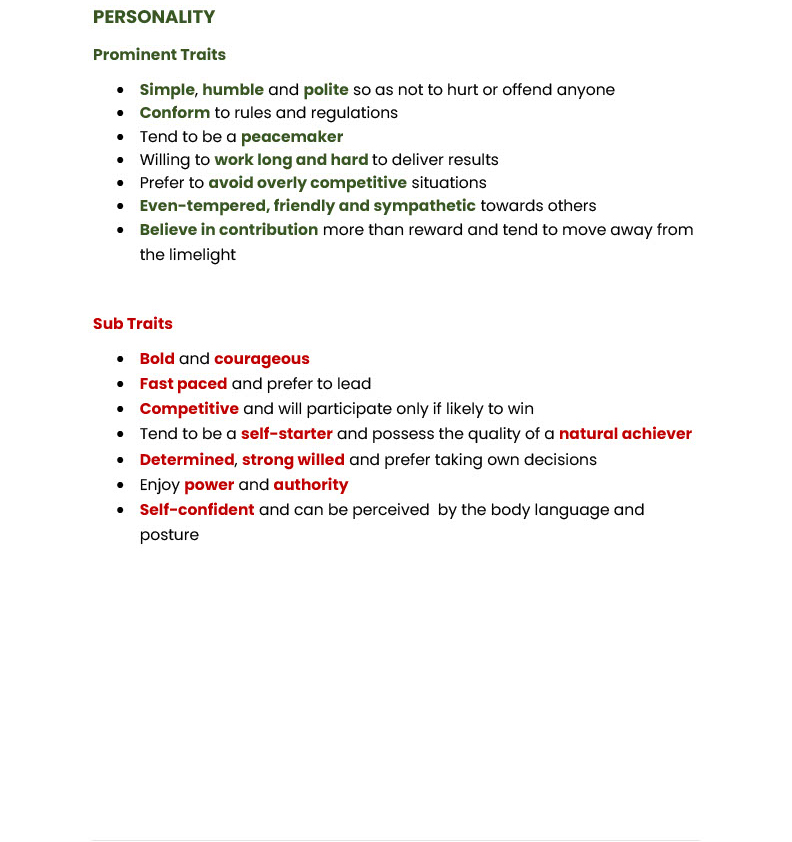 PERSONALITY
Prominent Traits
• Simple, humble and polite so as not to hurt or offend anyone
• Conform to rules and regulations
• Tend to be a peacemaker
• Willing to work long and hard to deliver results
• Prefer to avoid overly competitive situations
• Even-tempered, friendly and sympathetic towards others
• Believe in contribution more than reward and tend to move away from
the limelight
Sub Traits
• Bold and courageous
• Fast paced and prefer to lead
• Competitive and will participate only if likely to win
• Tend to be a self-starter and possess the quality of a natural achiever
• Determined, strong willed and prefer taking own decisions
• Enjoy power and authority
• Self-confident and can be perceived  by the body language and
posture